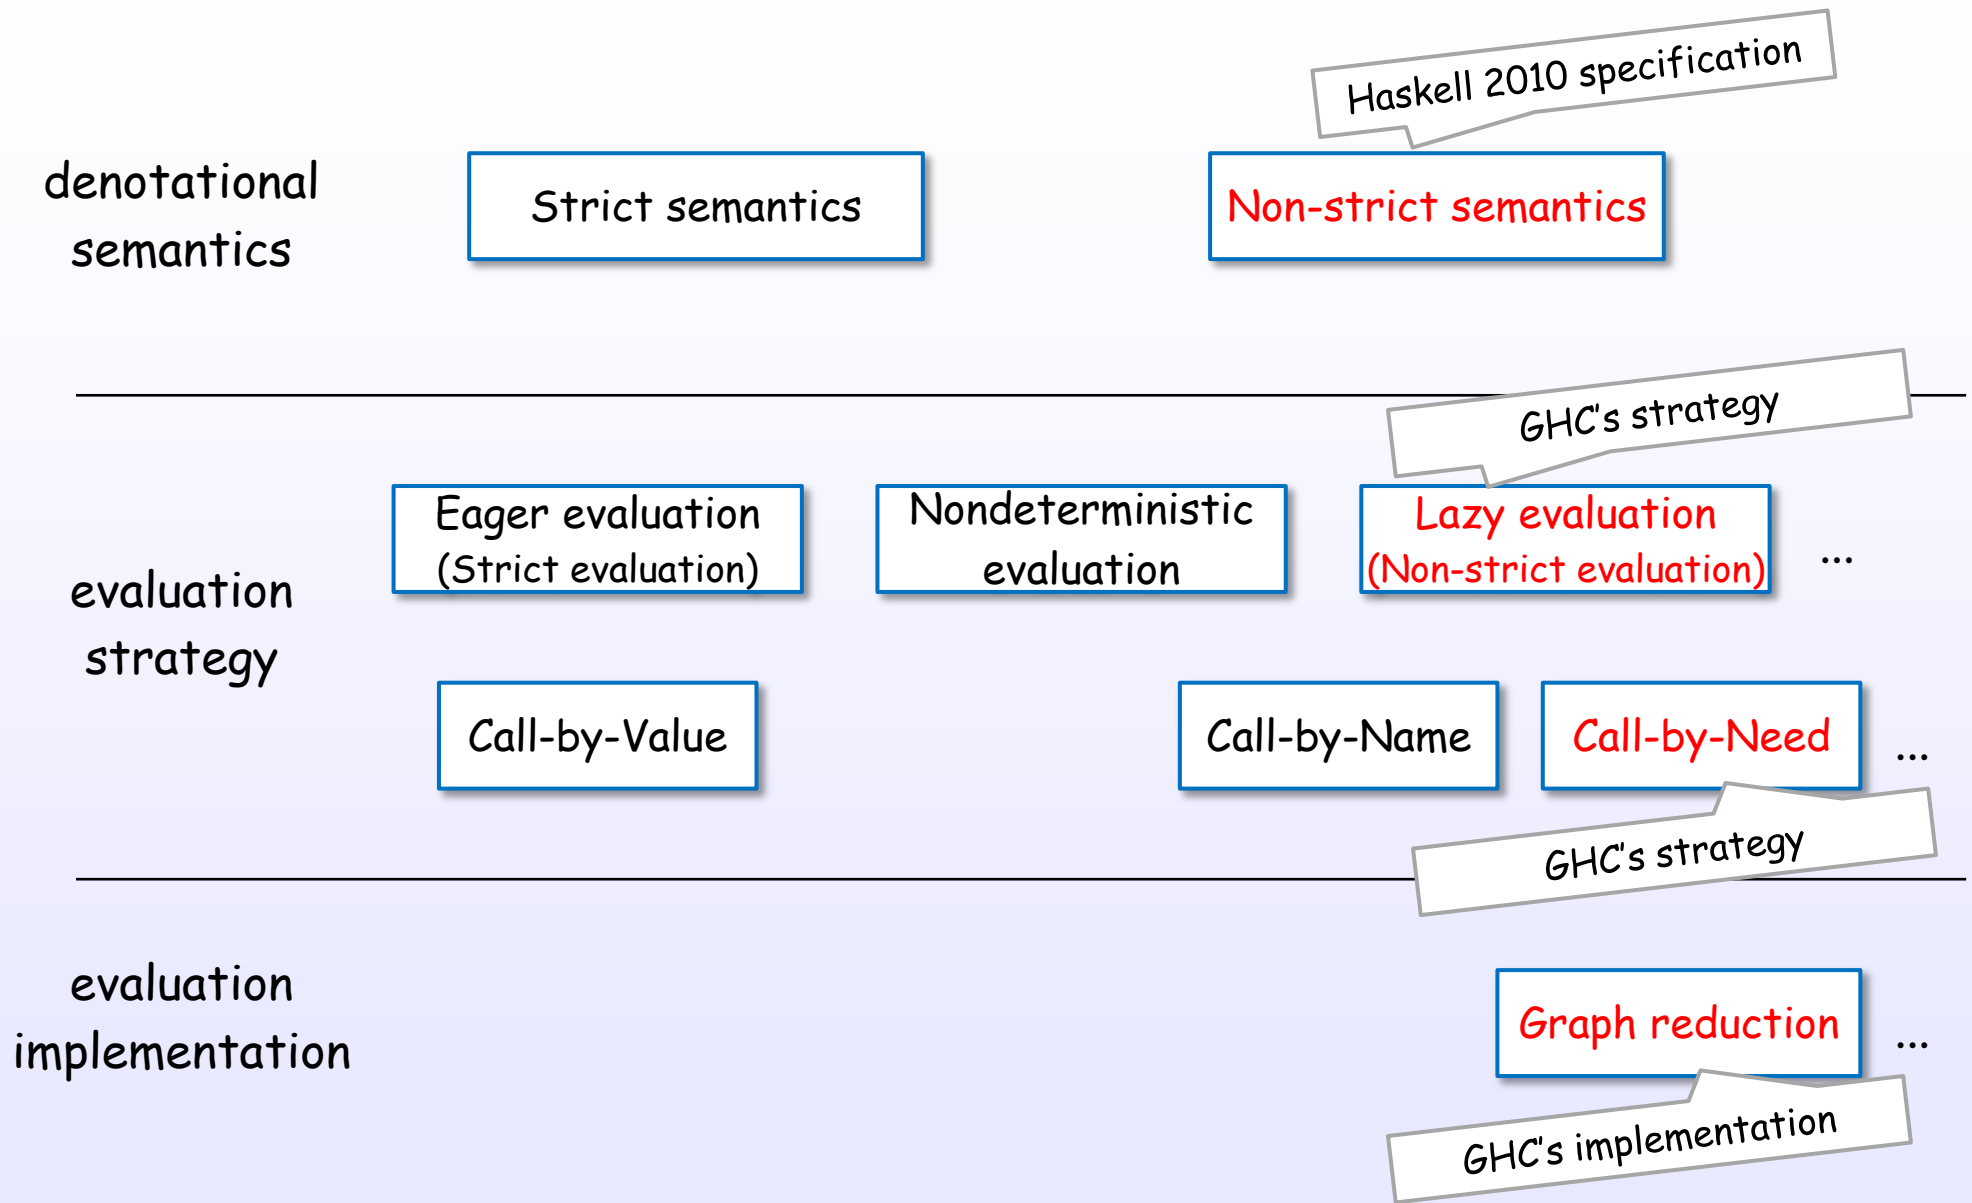 Haskell 2010 specification
denotational
semantics
Strict semantics
Non-strict semantics
GHC's strategy
evaluation
strategy
Eager evaluation
(Strict evaluation)
Nondeterministic
evaluation
Lazy evaluation
(Non-strict evaluation)
...
Call-by-Value
Call-by-Name
Call-by-Need
...
GHC's strategy
evaluation
implementation
Graph reduction
...
GHC's implementation